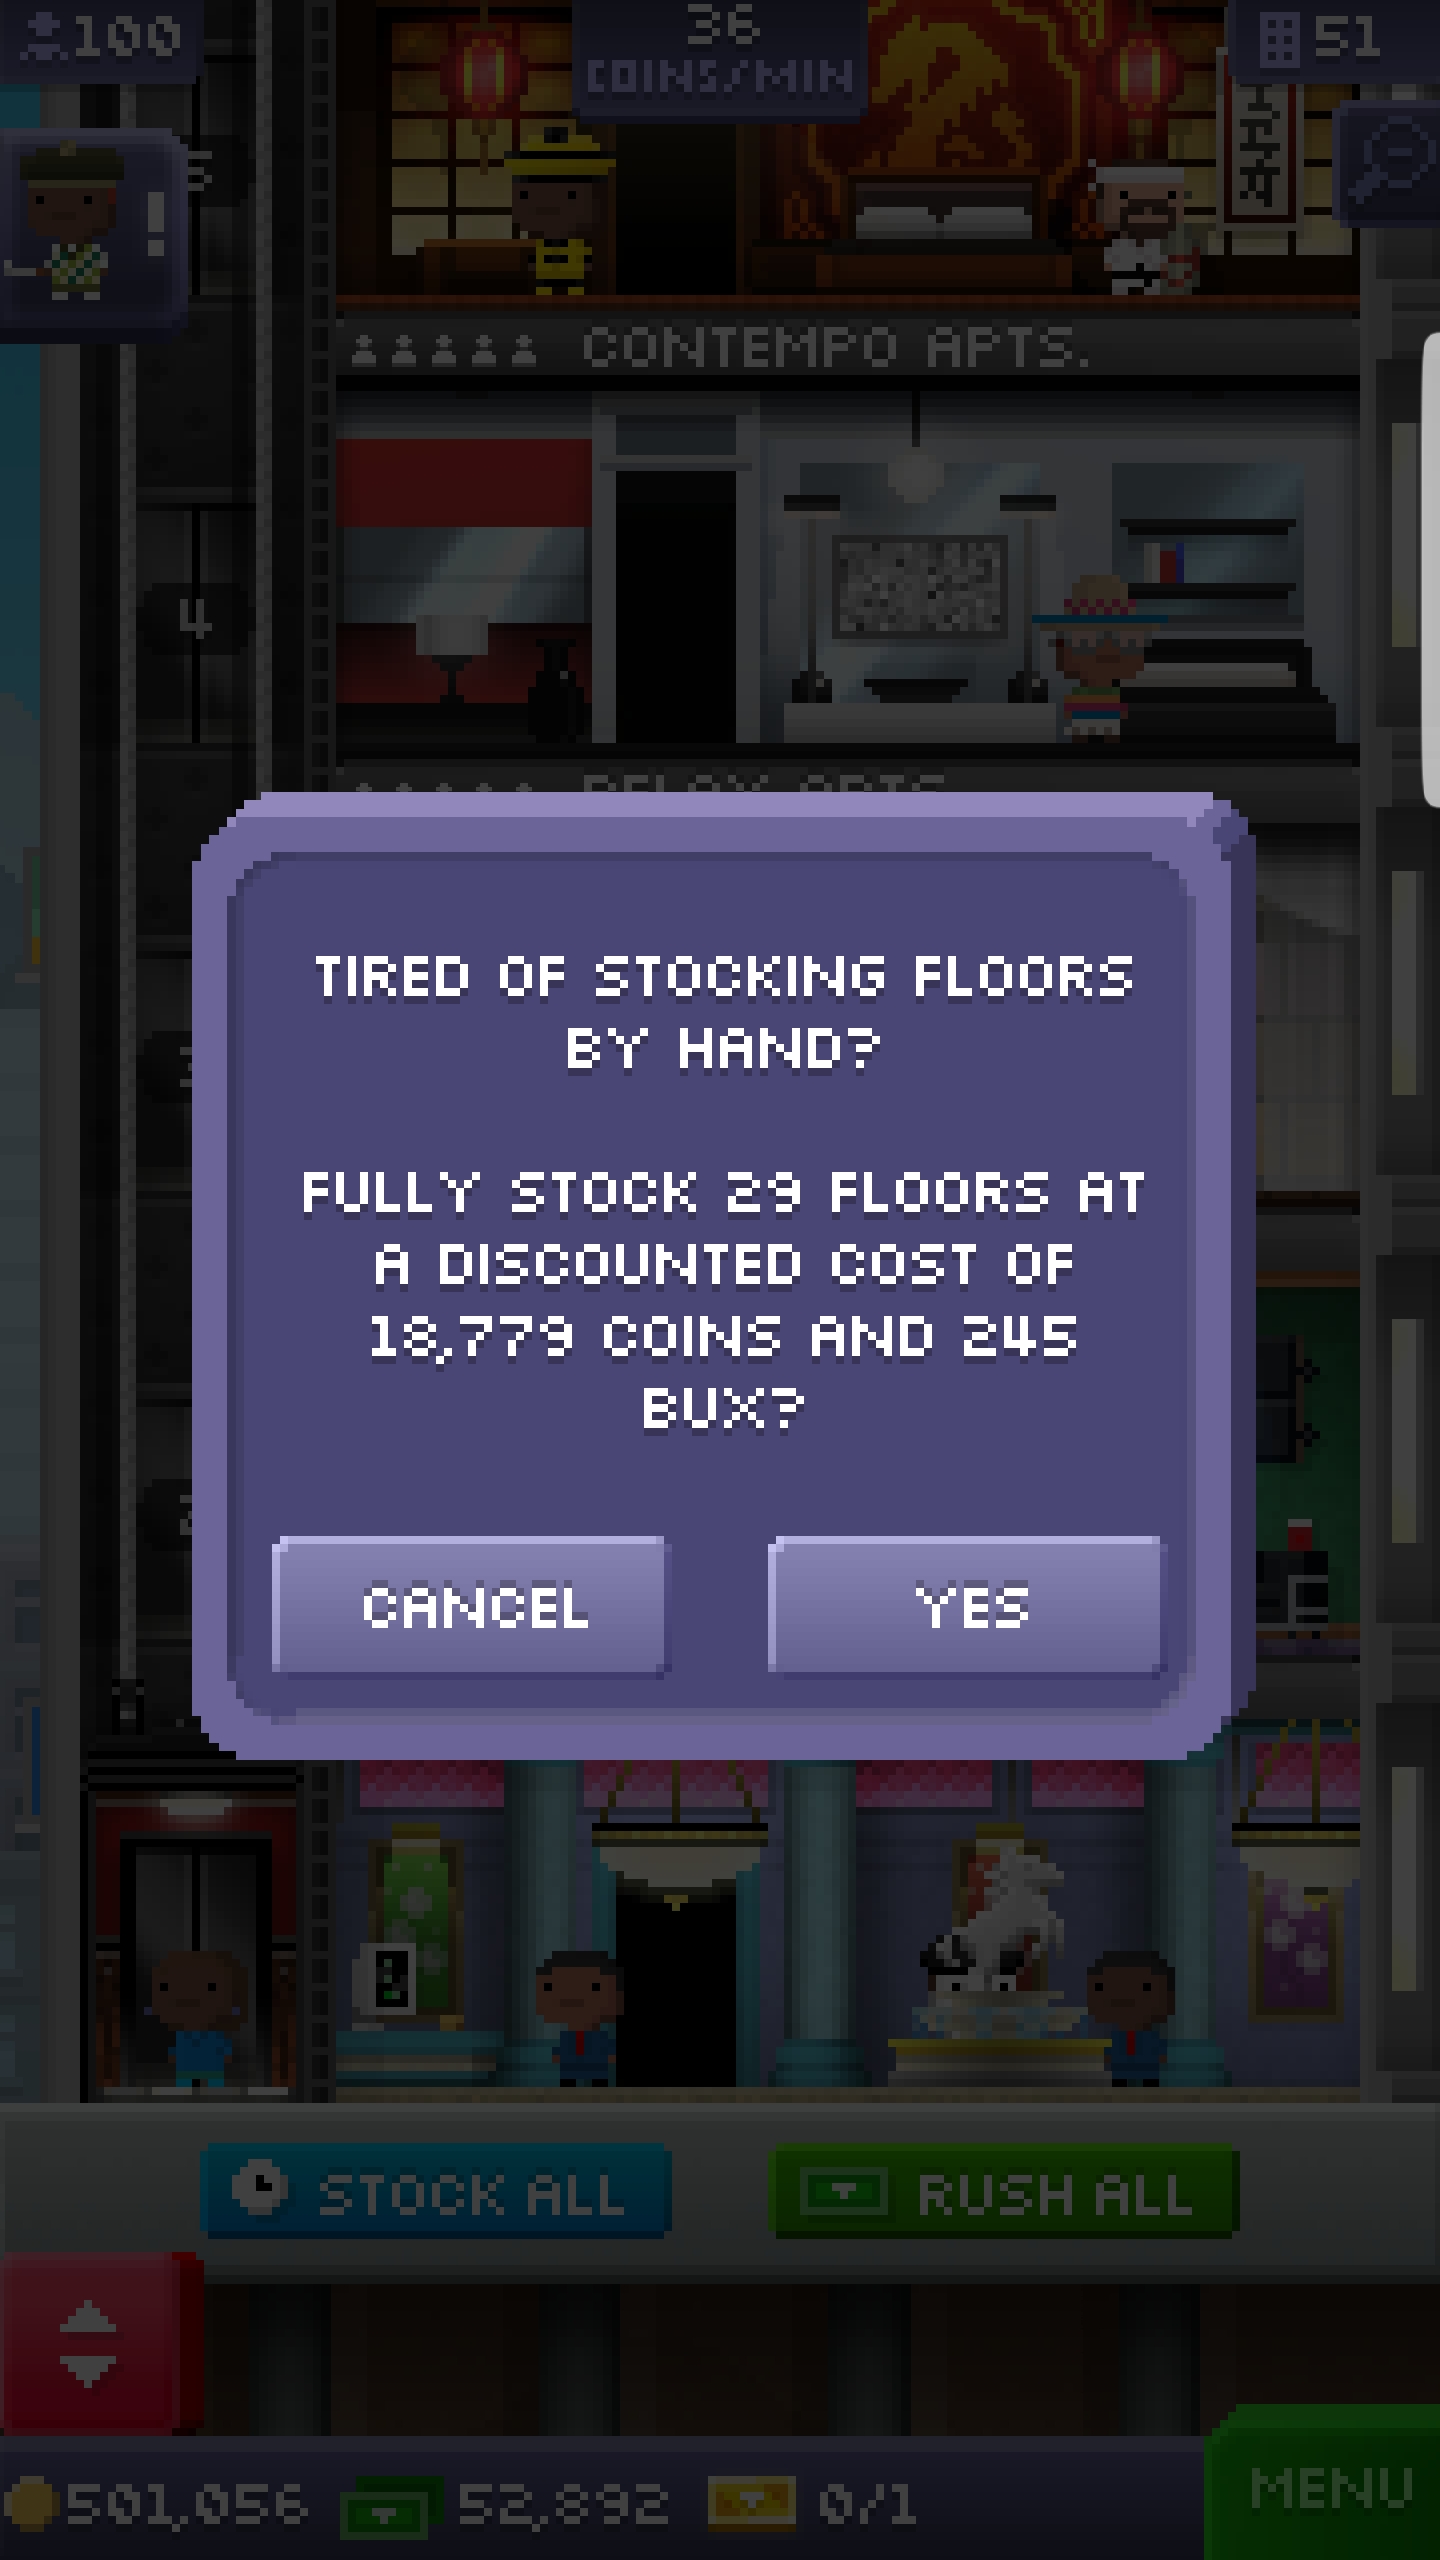 100
36
COINS/MIN
51
5
!
CONTEMPO APTS.
4
RELAX APTS.
TIRED OF STOCKING FLOORS
BY HAND?
FULLY STOCK 29 FLOORS AT
A DISCOUNTED COST OF
18,779 COINS AND 245
BUX?
CANCEL
YES
STOCK ALL
RUSH ALL
501,056
52,892
0/1
MENU